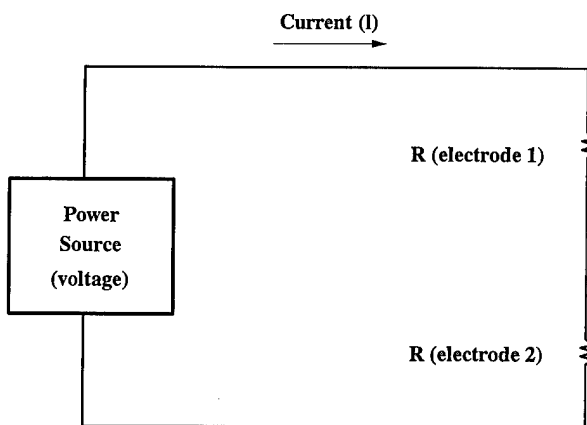 Current (I)
R (electrode 1)
Power
Source
(voltage)
R (electrode 2)